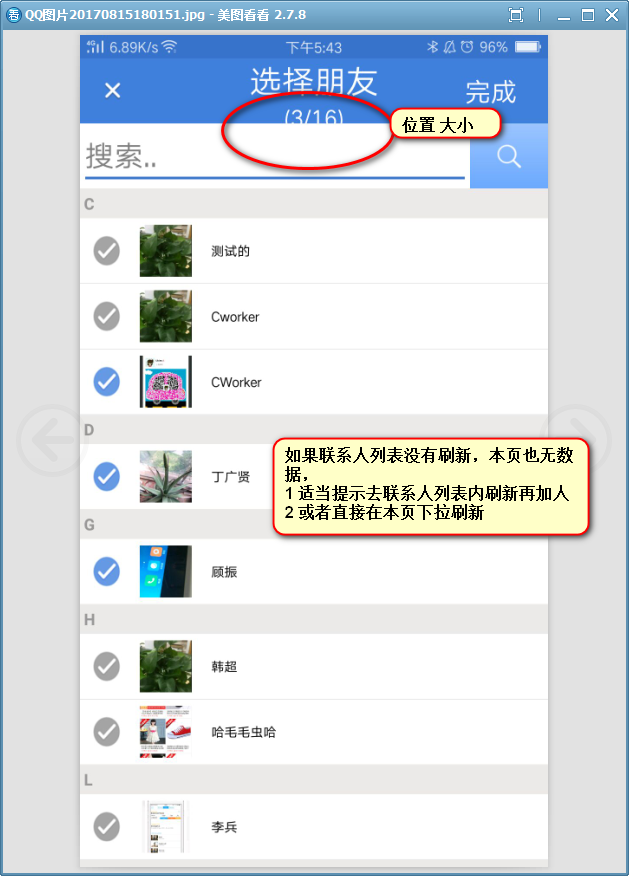 QQ图片20170815180151.jpg - 美图看看 2.7.8
4G 6.89K/s 下午5:43 96%
选择朋友
完成
(3/16)
位置 大小
搜索..
C
测试的
Cworker
CWorker
D
丁广贤
如果联系人列表没有刷新，本页也无数
据，
1 适当提示去联系人列表内刷新再加人
2 或者直接在本页下拉刷新
G
顾振
H
韩超
哈毛毛虫哈
L
李兵